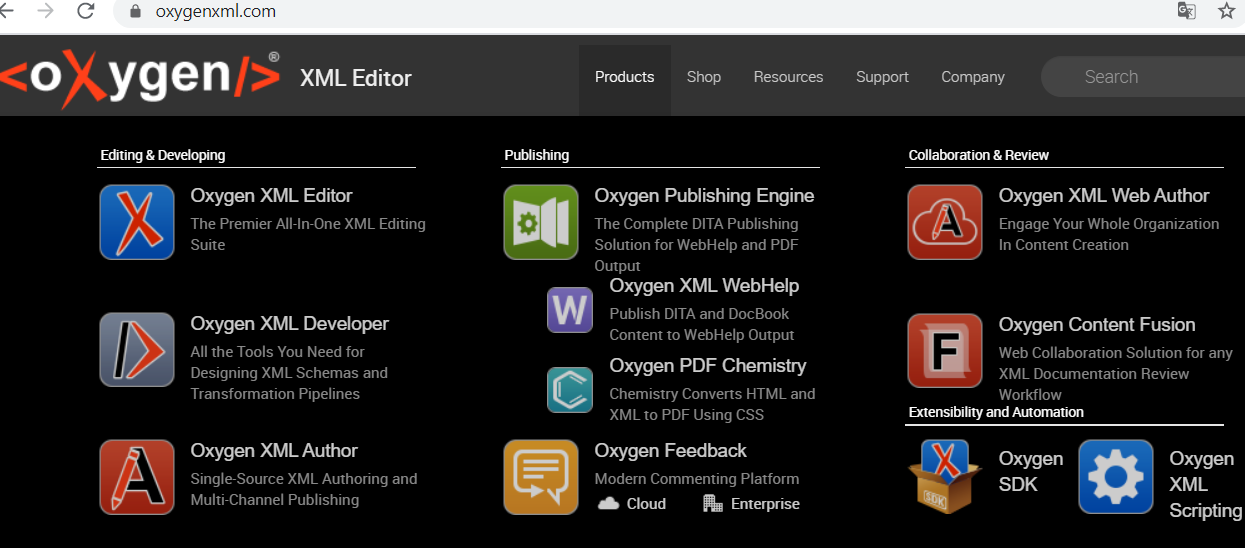 oxygenxml.com
<oXygen/>® XML Editor
Products Shop Resources Support Company Search
Editing & Developing
Oxygen XML Editor
The Premier All-In-One XML Editing
Suite
Oxygen XML Developer
All the Tools You Need for
Designing XML Schemas and
Transformation Pipelines
Oxygen XML Author
Single-Source XML Authoring and
Multi-Channel Publishing
Publishing
Oxygen Publishing Engine
The Complete DITA Publishing
Solution for WebHelp and PDF
Output
W
Oxygen XML WebHelp
Publish DITA and DocBook
Content to WebHelp Output
Oxygen PDF Chemistry
Chemistry Converts HTML and
XML to PDF Using CSS
Oxygen Feedback
Modern Commenting Platform
Cloud Enterprise
Collaboration & Review
A
Oxygen XML Web Author
Engage Your Whole Organization
In Content Creation
F
Oxygen Content Fusion
Web Collaboration Solution for any
XML Documentation Review
Workflow
Extensibility and Automation
SDK
Oxygen
SDK
Oxygen
XML
Scripting